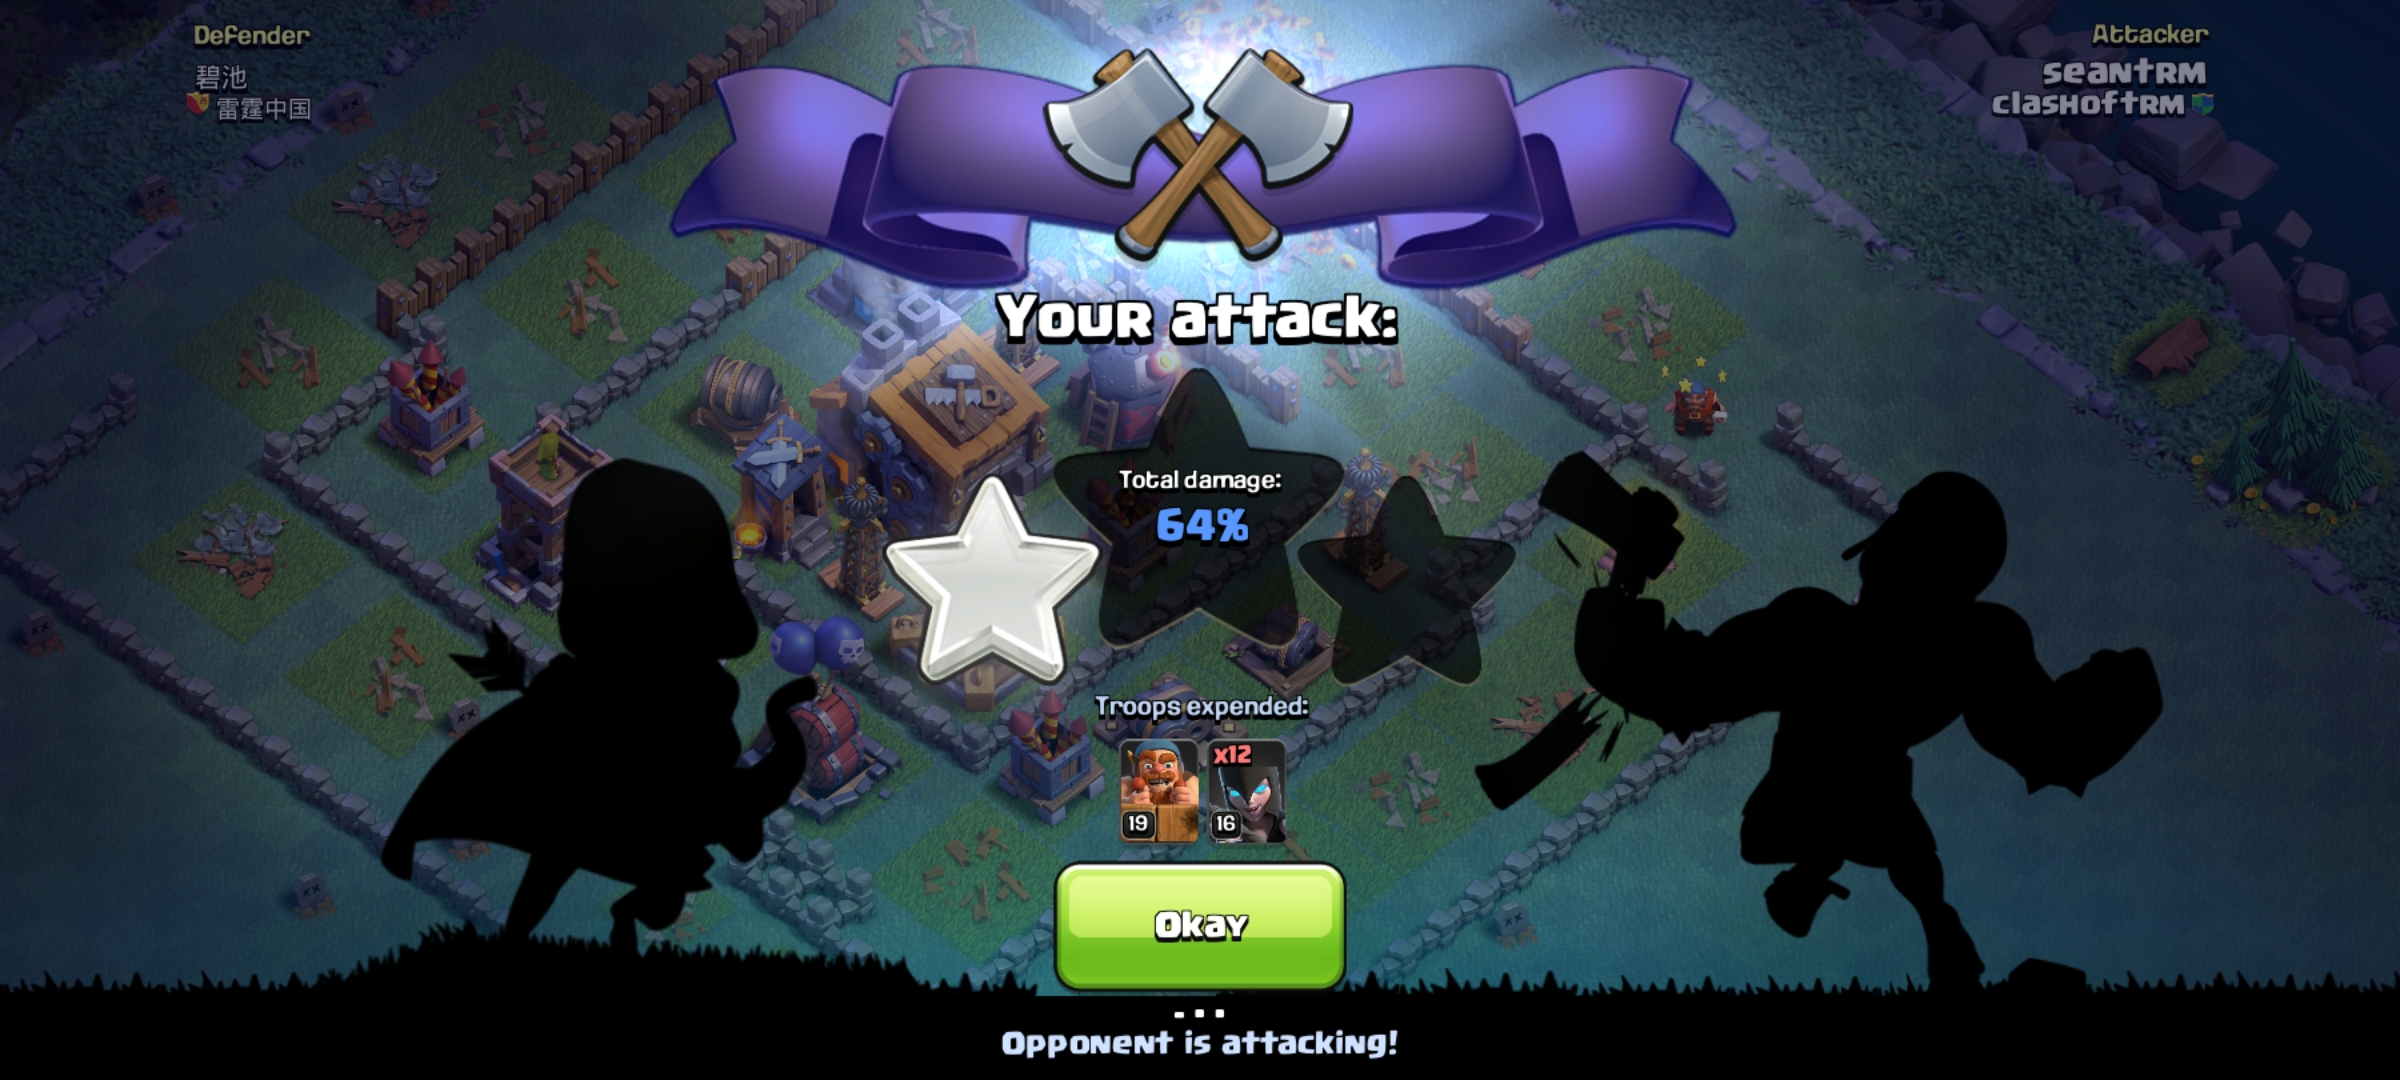 Defender
碧池
雷霆中国
Attacker
seantRM
clashoftRM
Your attack:
Total damage:
64%
Troops expended:
x12
19
16
Okay
Opponent is attacking!